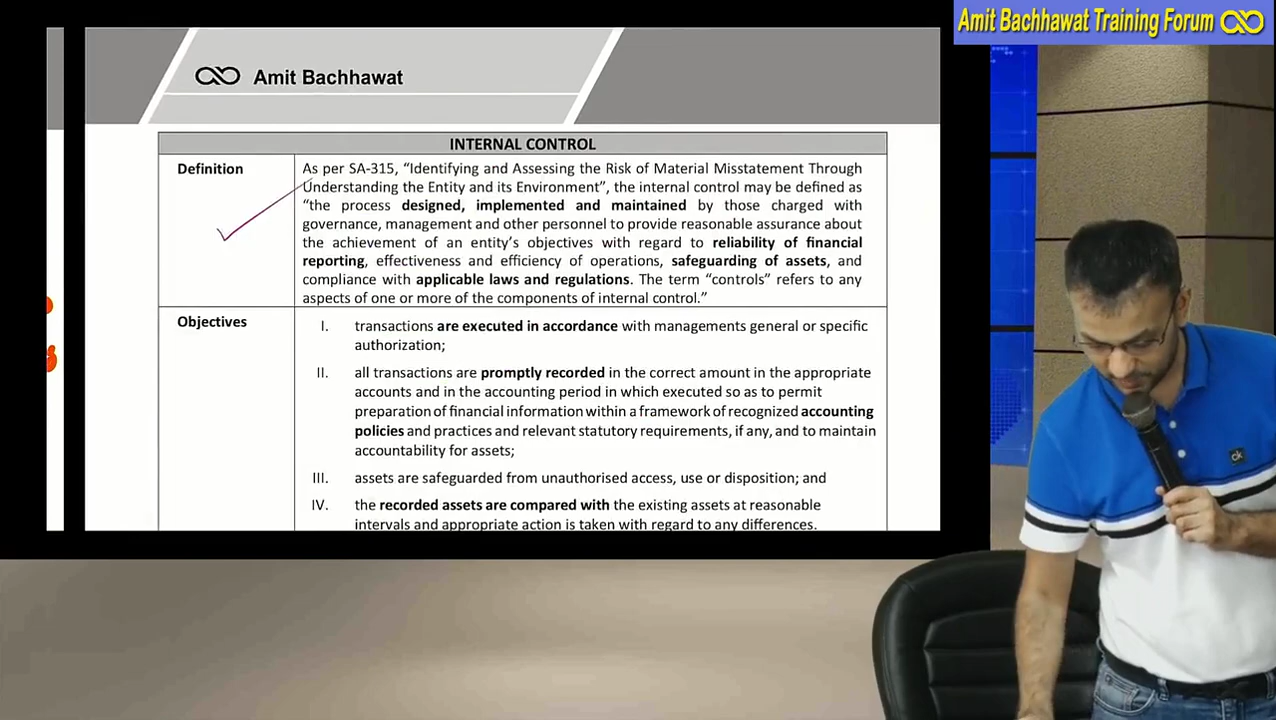 Amit Bachhawat Training Forum
Amit Bachhawat
INTERNAL CONTROL
Definition
As per SA-315, “Identifying and Assessing the Risk of Material Misstatement Through
Understanding the Entity and its Environment”, the internal control may be defined as
“the process designed, implemented and maintained by those charged with
governance, management and other personnel to provide reasonable assurance about
the achievement of an entity’s objectives with regard to reliability of financial
reporting, effectiveness and efficiency of operations, safeguarding of assets, and
compliance with applicable laws and regulations. The term “controls” refers to any
aspects of one or more of the components of internal control.”
Objectives
I. transactions are executed in accordance with managements general or specific
authorization;
II. all transactions are promptly recorded in the correct amount in the appropriate
accounts and in the accounting period in which executed so as to permit
preparation of financial information within a framework of recognized accounting
policies and practices and relevant statutory requirements, if any, and to maintain
accountability for assets;
III. assets are safeguarded from unauthorised access, use or disposition; and
IV. the recorded assets are compared with the existing assets at reasonable
intervals and appropriate action is taken with regard to any differences.
ck